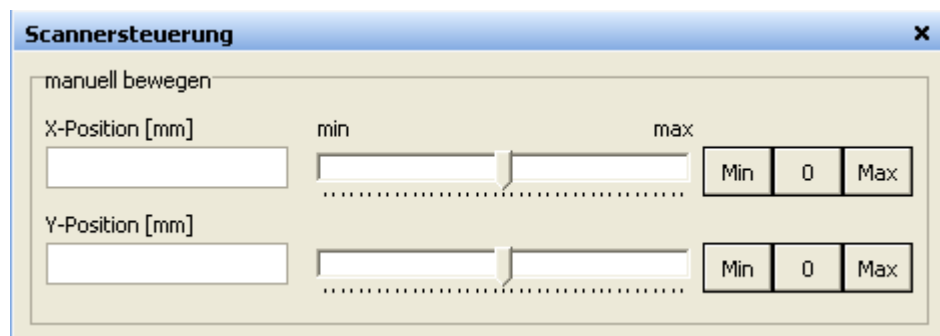 Scannersteuerung
manuell bewegen
X-Position [mm] min max
Min 0 Max
Y-Position [mm]
Min 0 Max